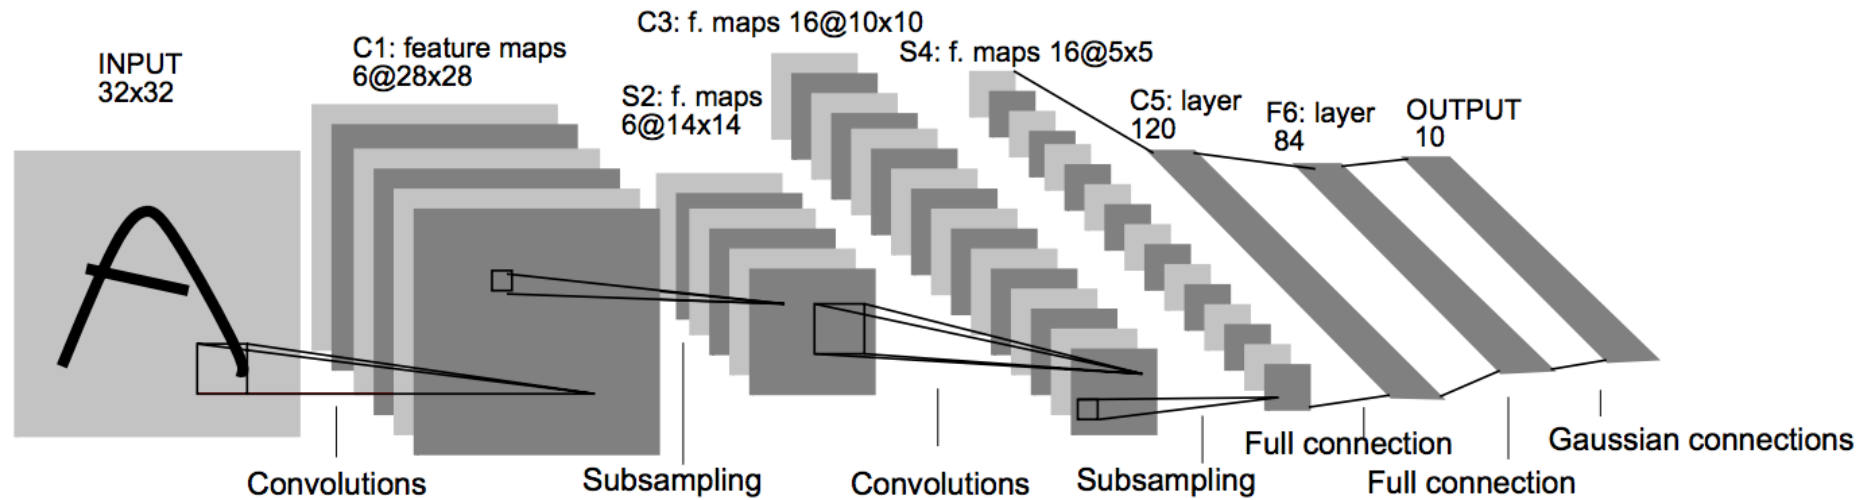 INPUT
32x32
C1: feature maps
6@28x28
S2: f. maps
6@14x14
C3: f. maps 16@10x10
S4: f. maps 16@5x5
C5: layer
120
F6: layer
84
OUTPUT
10
Convolutions
Subsampling
Convolutions
Subsampling
Full connection
Full connection
Gaussian connections